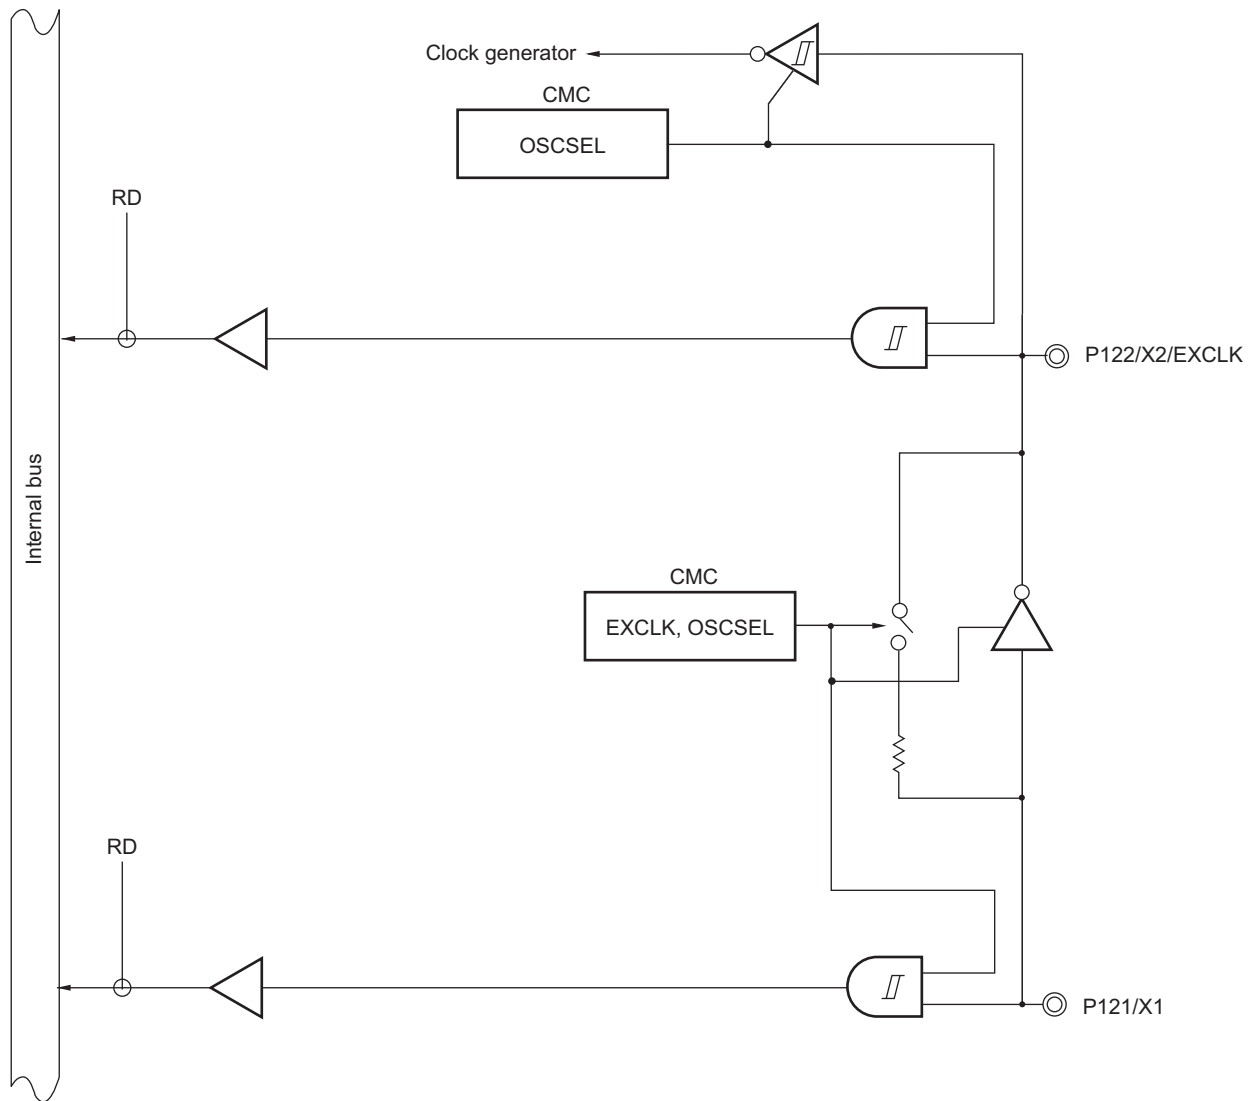 Clock generator
CMC
OSCSEL
RD
P122/X2/EXCLK
Internal bus
CMC
EXCLK, OSCSEL
RD
P121/X1